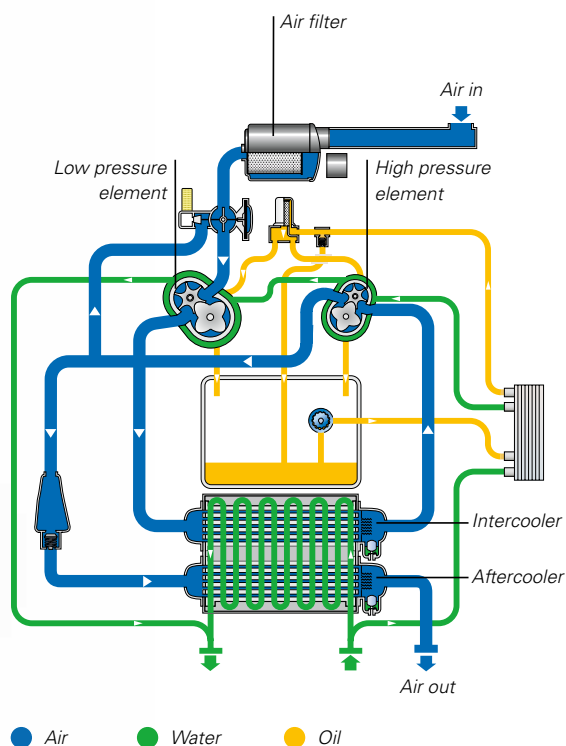 Air filter
Air in
Low pressure
element
High pressure
element
Intercooler
Aftercooler
Air out
Air
Water
Oil